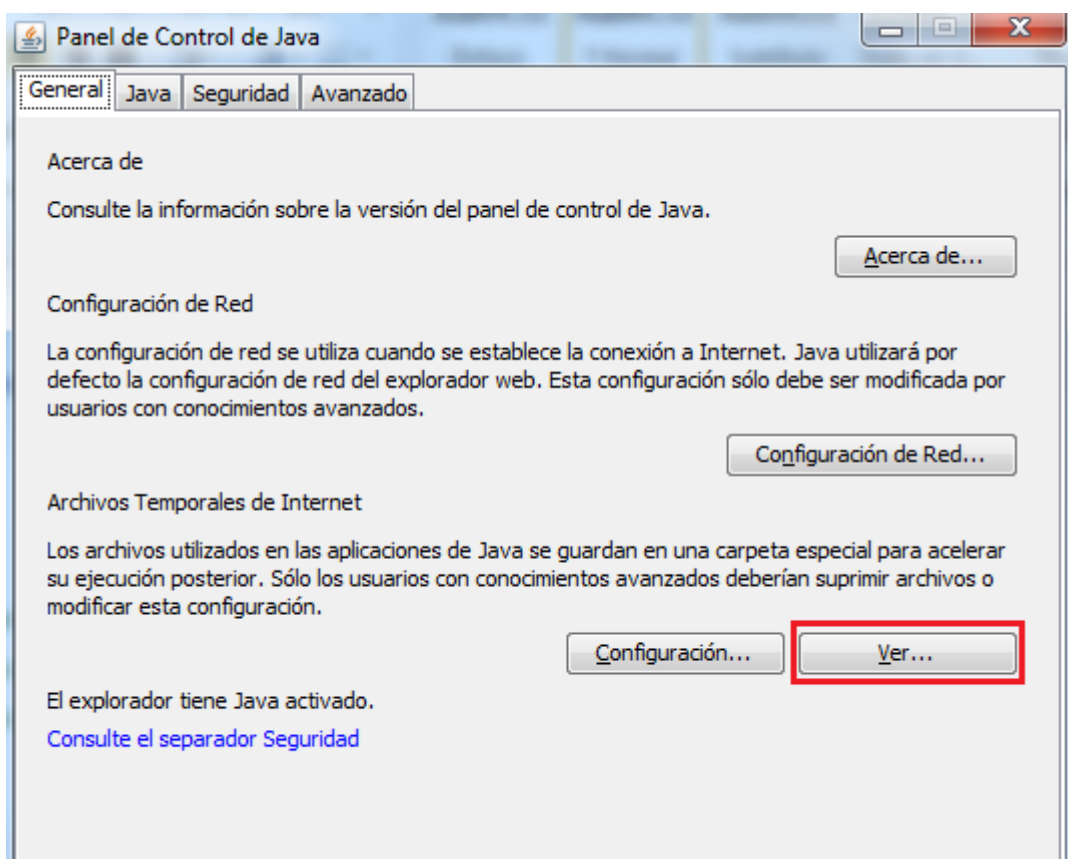 Panel de Control de Java
General Java Seguridad Avanzado
Acerca de
Consulte la información sobre la versión del panel de control de Java.
Acerca de...
Configuración de Red
La configuración de red se utiliza cuando se establece la conexión a Internet. Java utilizará por
defecto la configuración de red del explorador web. Esta configuración sólo debe ser modificada por
usuarios con conocimientos avanzados.
Configuración de Red...
Archivos Temporales de Internet
Los archivos utilizados en las aplicaciones de Java se guardan en una carpeta especial para acelerar
su ejecución posterior. Sólo los usuarios con conocimientos avanzados deberían suprimir archivos o
modificar esta configuración.
Configuración... Ver...
El explorador tiene Java activado.
Consulte el separador Seguridad